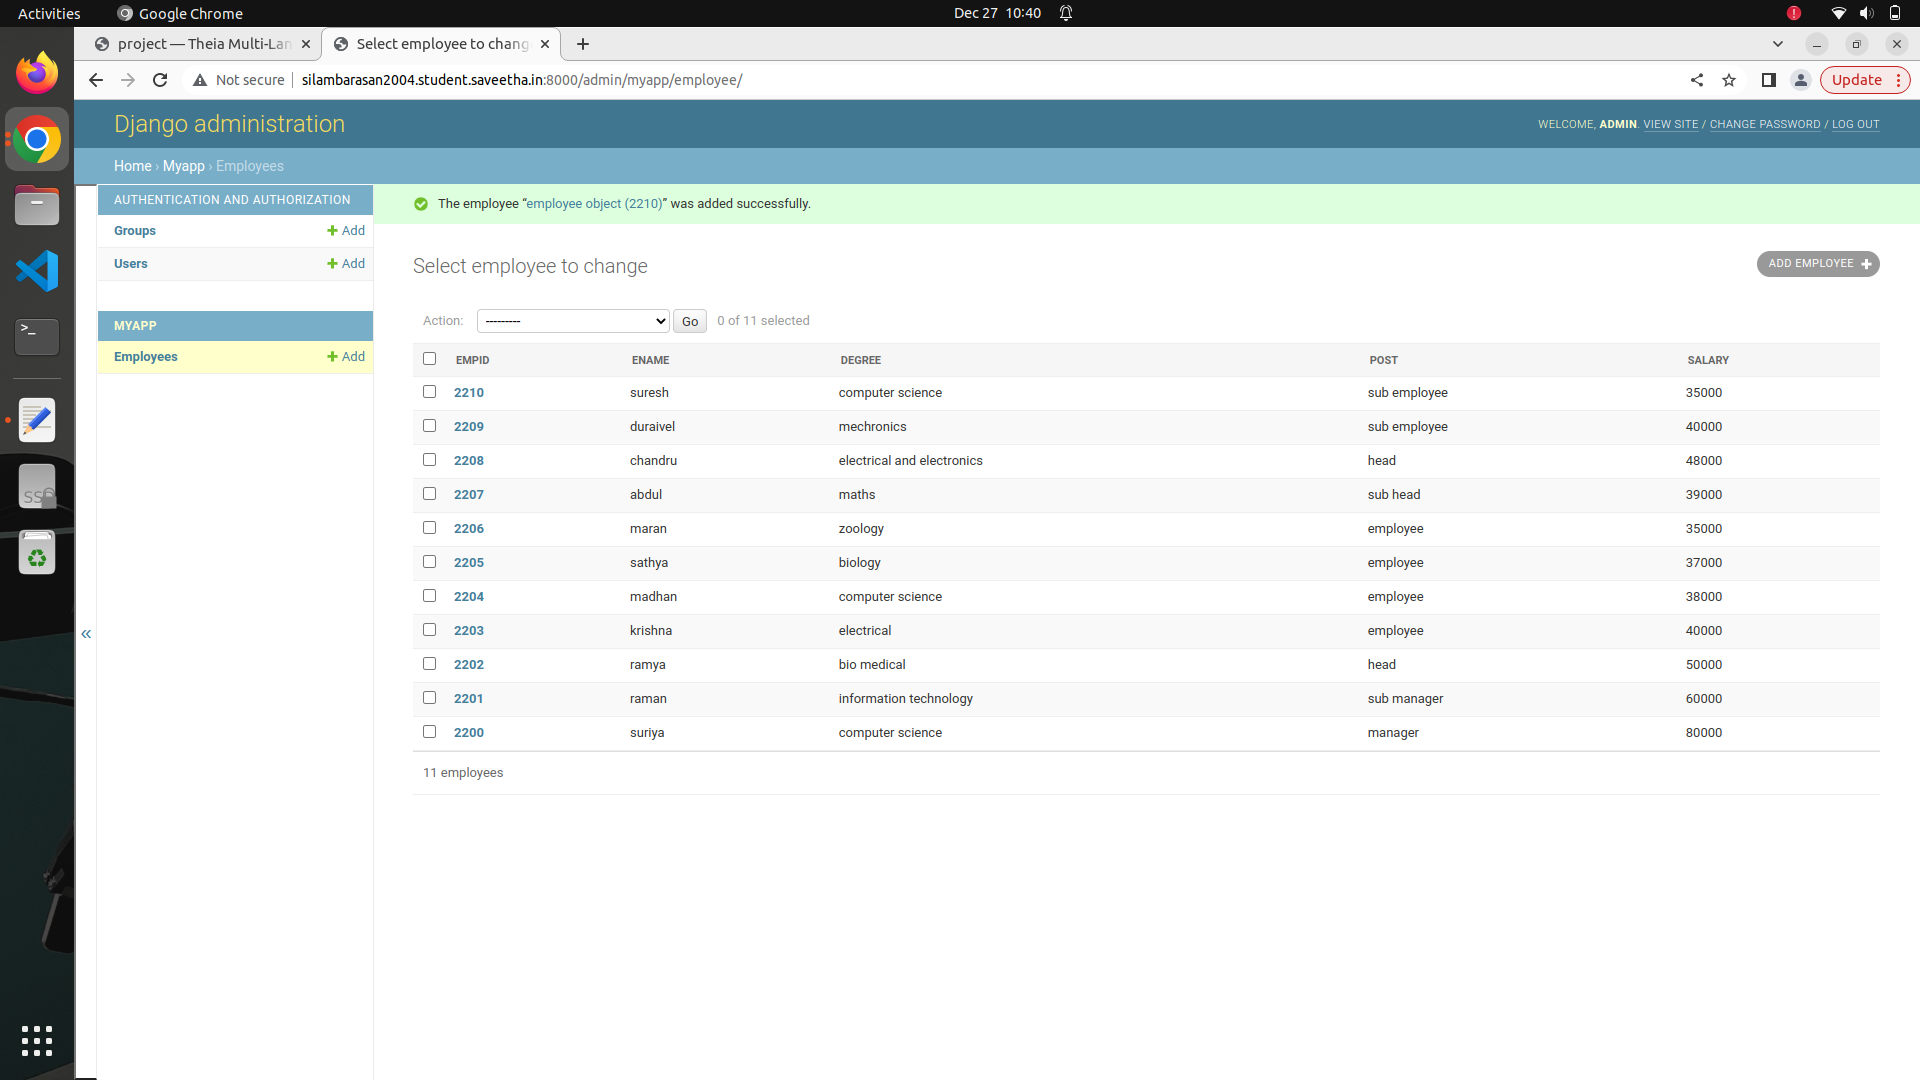 Activities
Google Chrome
Dec 27 10:40
project — Theia Multi-Lan
Select employee to chang
Not secure
silambarasan2004.student.saveetha.in:8000/admin/myapp/employee/
Update
Django administration
WELCOME, ADMIN. VIEW SITE / CHANGE PASSWORD / LOG OUT
Home › Myapp › Employees
AUTHENTICATION AND AUTHORIZATION
Groups + Add
Users + Add
MYAPP
Employees + Add
«
The employee “employee object (2210)” was added successfully.
Select employee to change
ADD EMPLOYEE +
Action: --------- Go 0 of 11 selected
EMPID ENAME DEGREE POST SALARY
2210 suresh computer science sub employee 35000
2209 duraivel mechronics sub employee 40000
2208 chandru electrical and electronics head 48000
2207 abdul maths sub head 39000
2206 maran zoology employee 35000
2205 sathya biology employee 37000
2204 madhan computer science employee 38000
2203 krishna electrical employee 40000
2202 ramya bio medical head 50000
2201 raman information technology sub manager 60000
2200 suriya computer science manager 80000
11 employees